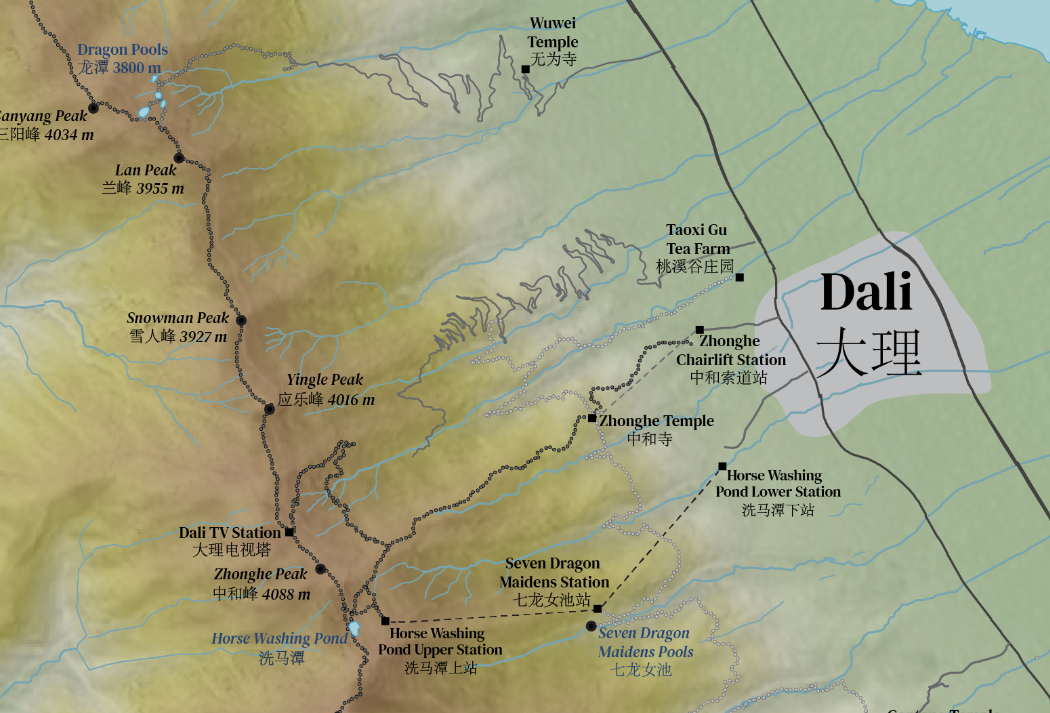 Wuwei
Temple
无为寺
Dragon Pools
龙潭 3800 m
anyang Peak
三阳峰 4034 m
Lan Peak
兰峰 3955 m
Taoxi Gu
Tea Farm
桃溪谷庄园
Dali
大理
Snowman Peak
雪人峰 3927 m
Zhonghe
Chairlift Station
中和索道站
Yingle Peak
应乐峰 4016 m
Zhonghe Temple
中和寺
Horse Washing
Pond Lower Station
洗马潭下站
Dali TV Station
大理电视塔
Zhonghe Peak
中和峰 4088 m
Seven Dragon
Maidens Station
七龙女池站
Horse Washing Pond
洗马潭
Horse Washing
Pond Upper Station
洗马潭上站
Seven Dragon
Maidens Pools
七龙女池